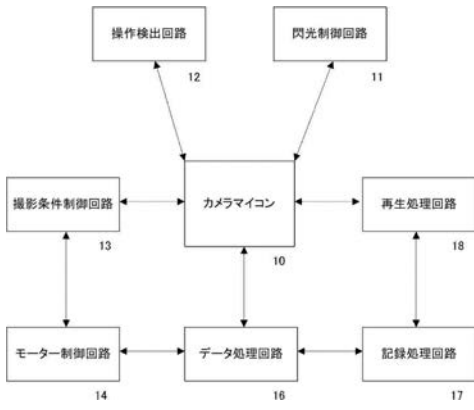 操作検出回路
閃光制御回路
12
11
撮影条件制御回路
カメラマイコン
再生処理回路
13
10
18
モーター制御回路
データ処理回路
記録処理回路
14
16
17